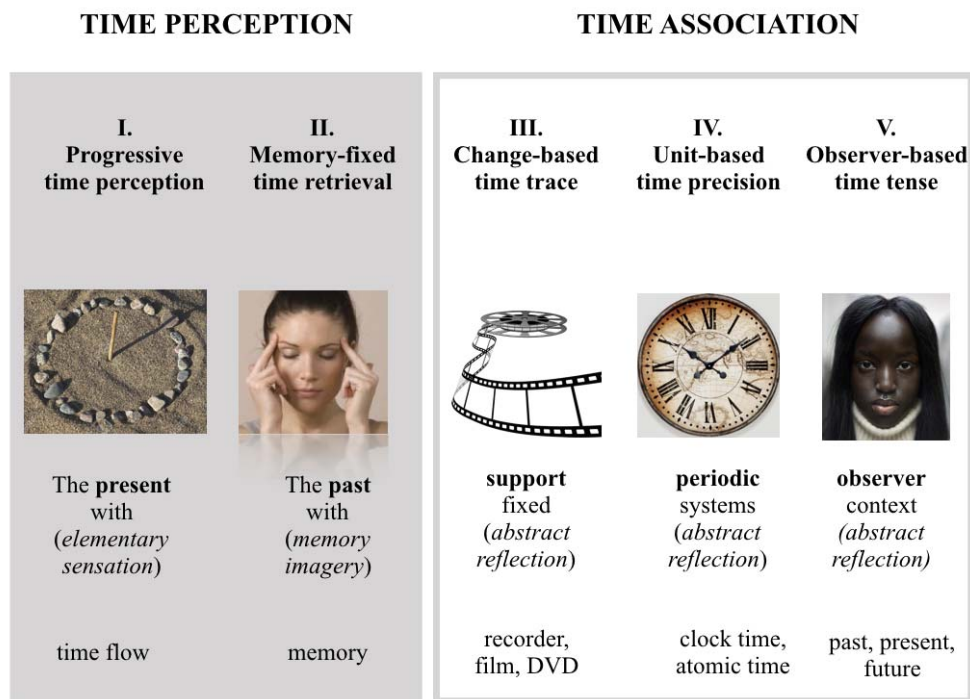 TIME PERCEPTION
TIME ASSOCIATION
I.
Progressive
time perception
II.
Memory-fixed
time retrieval
III.
Change-based
time trace
IV.
Unit-based
time precision
V.
Observer-based
time tense
The present
with
(elementary
sensation)
The past
with
(memory
imagery)
support
fixed
(abstract
reflection)
periodic
systems
(abstract
reflection)
observer
context
(abstract
reflection)
time flow
memory
recorder,
film, DVD
clock time,
atomic time
past, present,
future